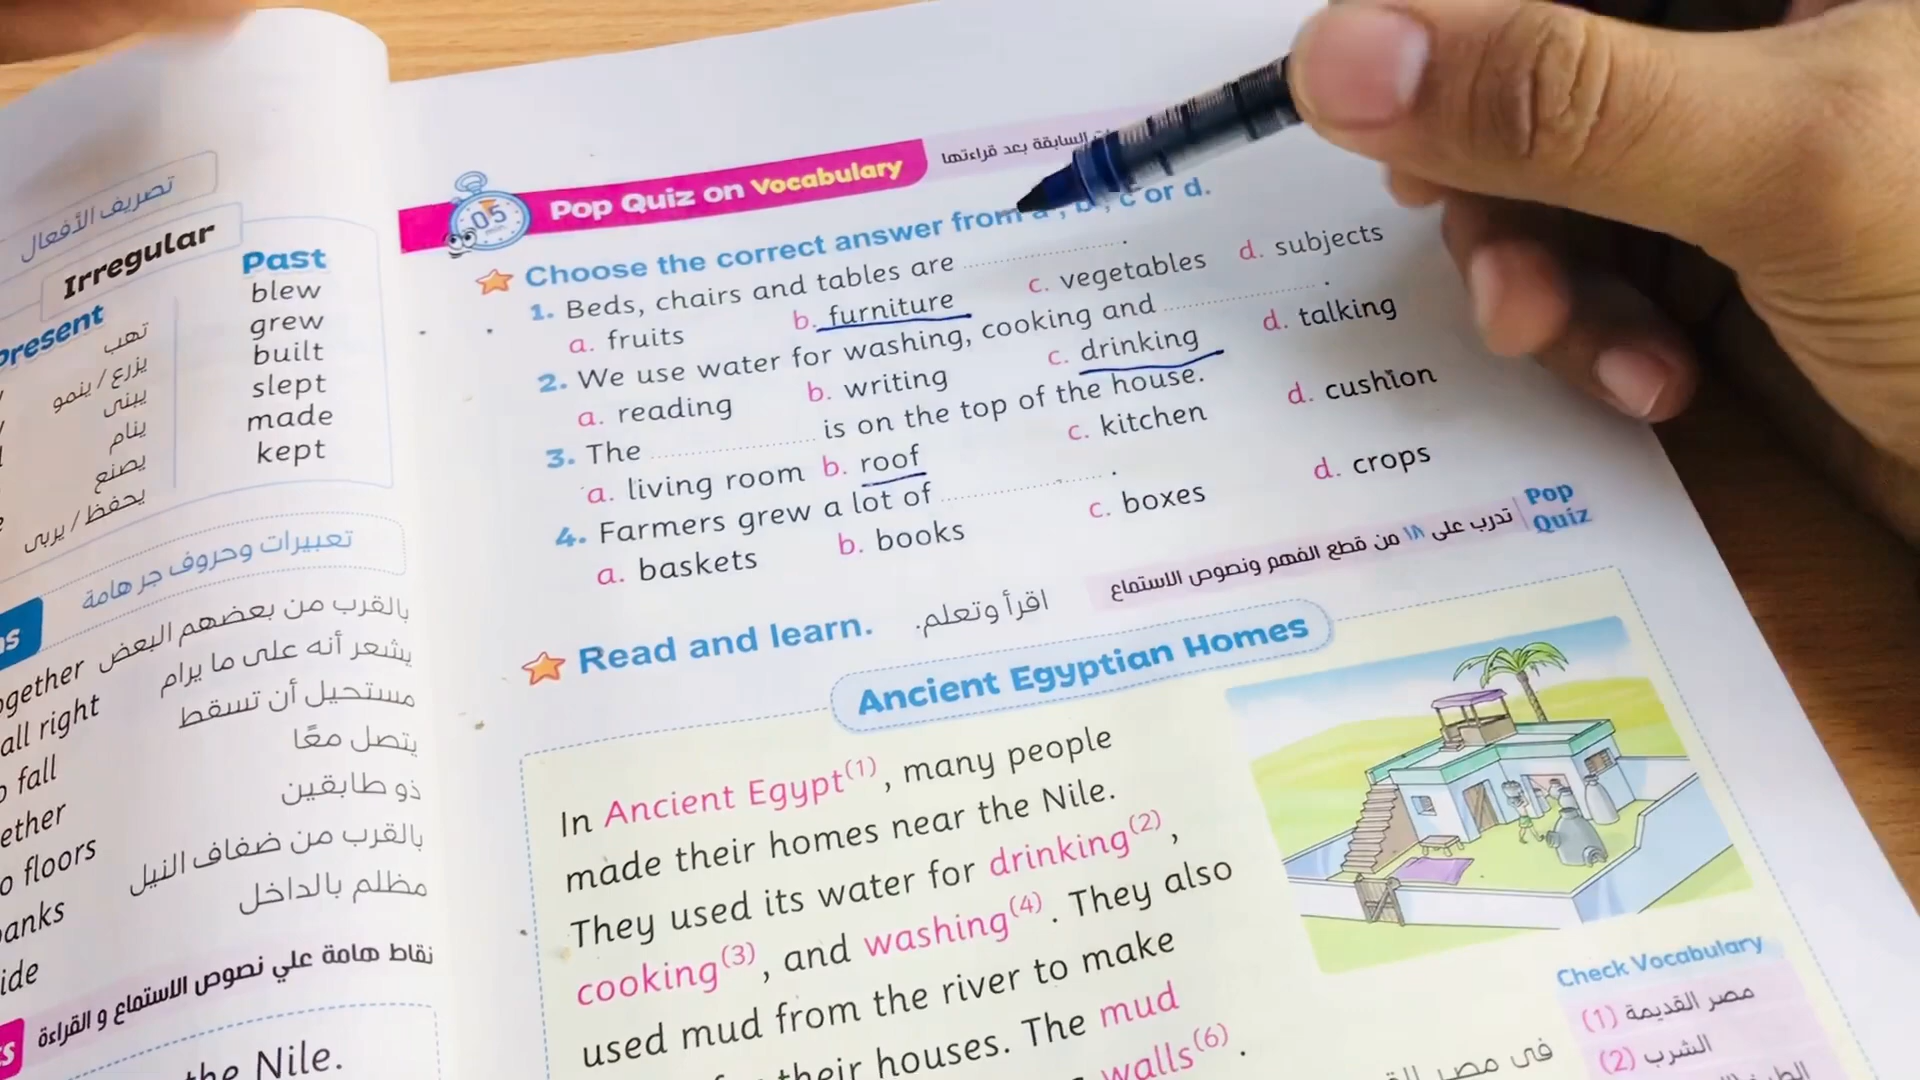 تصريف الأفعال
Irregular
Present
Past
تهب
blew
يزرع / ينمو
grew
يبنى
built
ينام
slept
يصنع
made
يحفظ / يربى
kept
تعبيرات وحروف جر هامة
بالقرب من بعضهم البعض
all right يشعر أنه على ما يرام
fall مستحيل أن تسقط
يتصل معًا
floors ذو طابقين
بالقرب من ضفاف النيل
مظلم بالداخل
نقاط هامة علي نصوص الاستماع و القراءة
the Nile.
05
Pop Quiz on Vocabulary
السابقة بعد قراءتها
Choose the correct answer from a , b , c or d.
1. Beds, chairs and tables are .................... .
a. fruits b. furniture c. vegetables d. subjects
2. We use water for washing, cooking and .................... .
a. reading b. writing c. drinking d. talking
3. The .................... is on the top of the house.
a. living room b. roof c. kitchen d. cushion
4. Farmers grew a lot of .................... .
a. baskets b. books c. boxes d. crops
تدرب على ١٨ من قطع الفهم ونصوص الاستماع
Pop
Quiz
Read and learn. اقرأ وتعلم.
Ancient Egyptian Homes
In Ancient Egypt(1), many people
made their homes near the Nile.
They used its water for drinking(2),
cooking(3), and washing(4). They also
used mud from the river to make
their houses. The mud
walls(6).
Check Vocabulary
(1) مصر القديمة
(2) الشرب
فى مصر